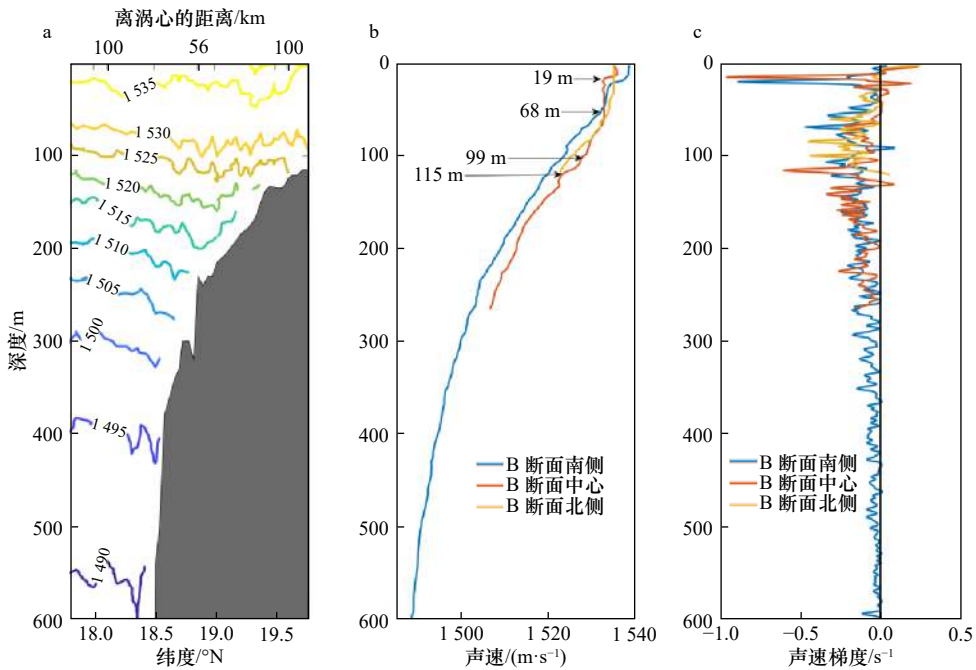 离涡心的距离/km
a
b
c
100
56
100
0
100
200
300
400
500
600
深度/m
1 535
1 530
1 525
1 520
1 515
1 510
1 505
1 500
1 495
1 490
18.0
18.5
19.0
19.5
纬度/°N
0
100
200
300
400
500
600
19 m
68 m
99 m
115 m
B 断面南侧
B 断面中心
B 断面北侧
1 500
1 520
1 540
声速/(m·s⁻¹)
0
100
200
300
400
500
600
B 断面南侧
B 断面中心
B 断面北侧
−1.0
−0.5
0.0
0.5
声速梯度/s⁻¹